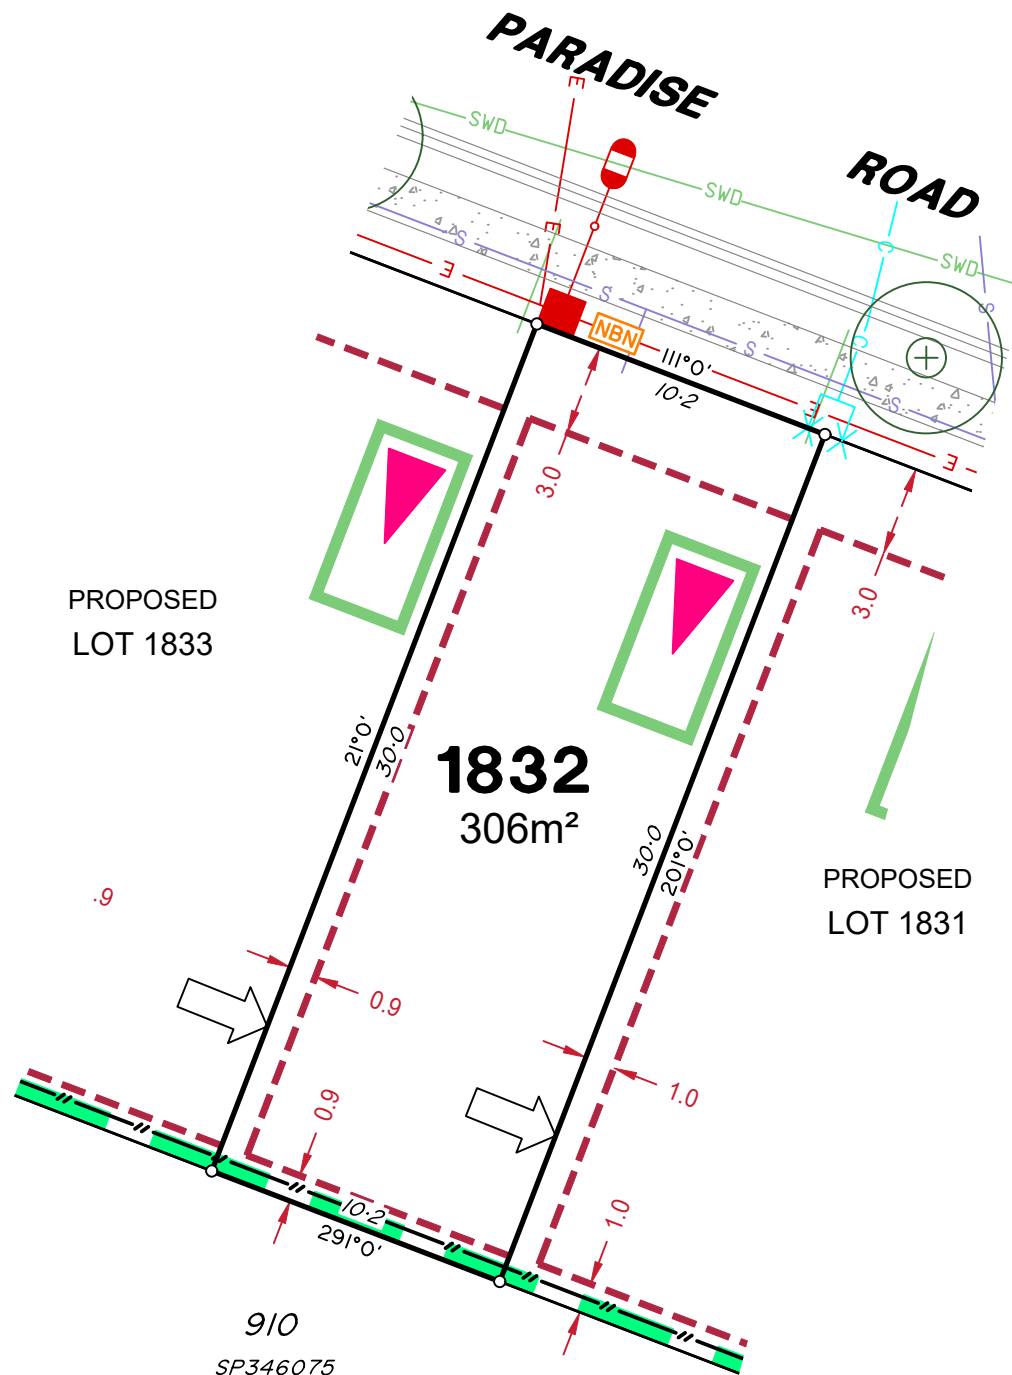 PARADISE
ROAD
E
SWD
SWD
SWD
E
E
S
S
S
S
S
C
C
NBN
111°0'
10·2
E
E
3.0
3.0
PROPOSED
LOT 1833
21°0'
30·0
1832
306m²
30·0
201°0'
PROPOSED
LOT 1831
.9
0.9
0.9
1.0
1.0
10·2
291°0'
910
SP346075